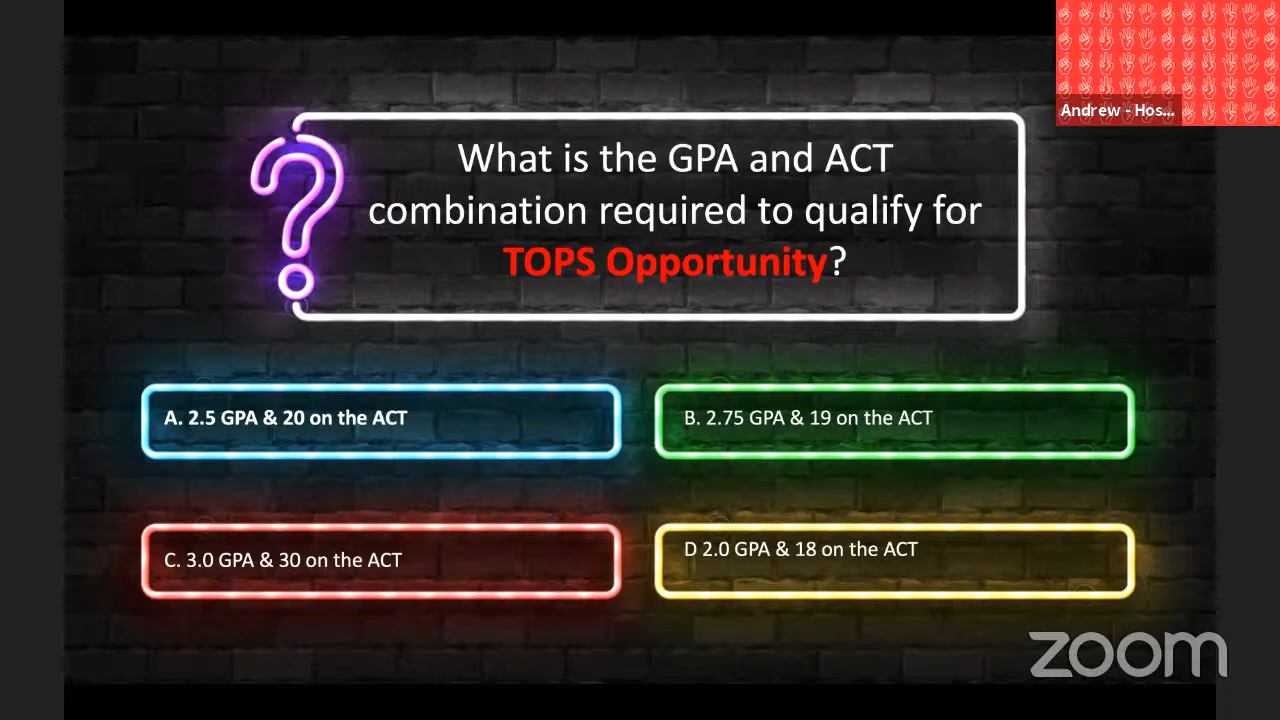 Andrew - Hos...
What is the GPA and ACT
combination required to qualify for
TOPS Opportunity?
A. 2.5 GPA & 20 on the ACT
B. 2.75 GPA & 19 on the ACT
C. 3.0 GPA & 30 on the ACT
D 2.0 GPA & 18 on the ACT
zoom